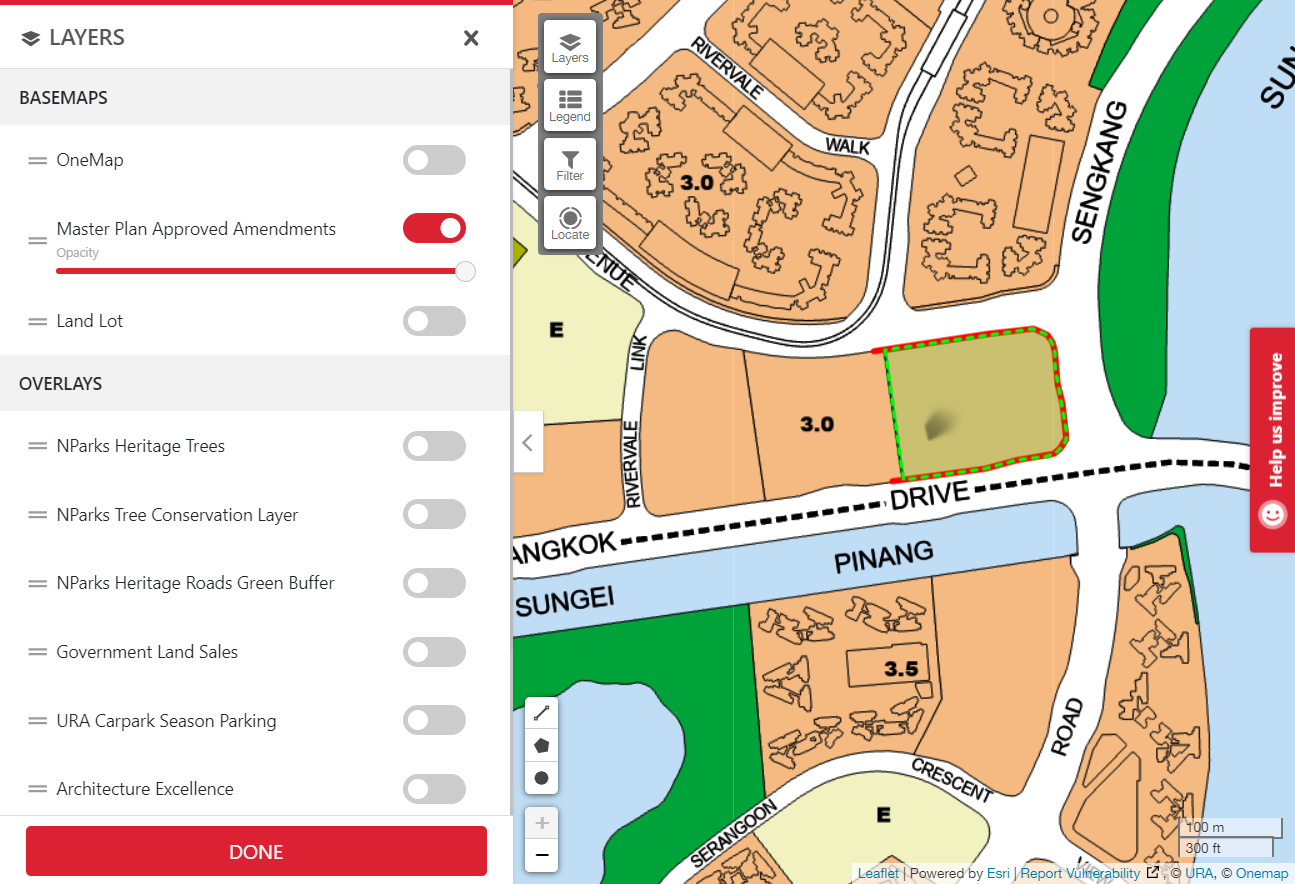 LAYERS
BASEMAPS
OneMap
Master Plan Approved Amendments
Opacity
Land Lot
OVERLAYS
NParks Heritage Trees
NParks Tree Conservation Layer
NParks Heritage Roads Green Buffer
Government Land Sales
URA Carpark Season Parking
Architecture Excellence
DONE
Layers
Legend
Filter
Locate
RIVERVALE
WALK
3.0
SENGKANG
SUN
ENUE
E
LINK
RIVERVALE
3.0
DRIVE
ANGKOK
PINANG
SUNGEI
3.5
ROAD
CRESCENT
SERANGOON
E
VIEW
Help us improve
+
−
100 m
300 ft
Leaflet | Powered by Esri | Report Vulnerability , © URA, © Onemap